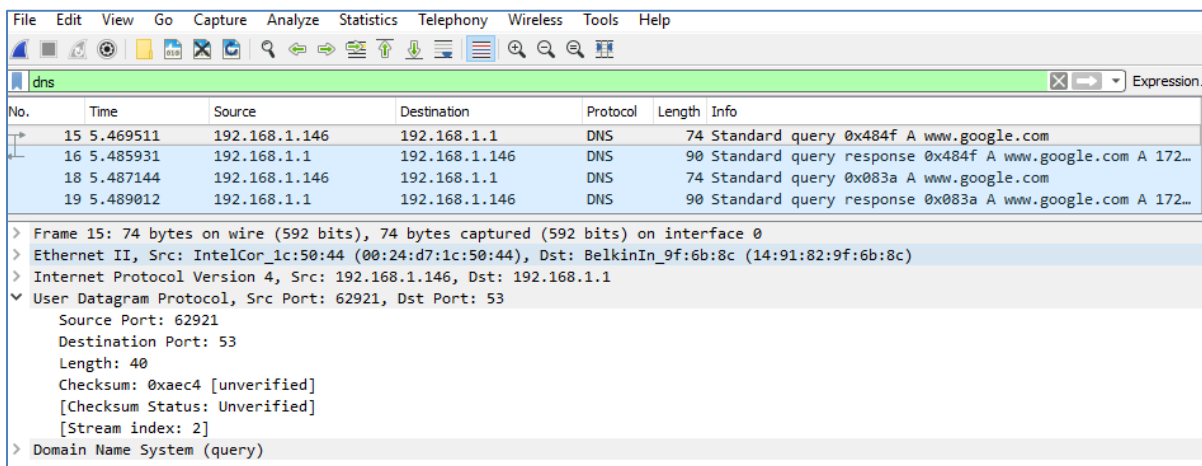 File Edit View Go Capture Analyze Statistics Telephony Wireless Tools Help
dns Expression.
No. Time Source Destination Protocol Length Info
15 5.469511 192.168.1.146 192.168.1.1 DNS 74 Standard query 0x484f A www.google.com
16 5.485931 192.168.1.1 192.168.1.146 DNS 90 Standard query response 0x484f A www.google.com A 172…
18 5.487144 192.168.1.146 192.168.1.1 DNS 74 Standard query 0x083a A www.google.com
19 5.489012 192.168.1.1 192.168.1.146 DNS 90 Standard query response 0x083a A www.google.com A 172…
> Frame 15: 74 bytes on wire (592 bits), 74 bytes captured (592 bits) on interface 0
> Ethernet II, Src: IntelCor_1c:50:44 (00:24:d7:1c:50:44), Dst: BelkinIn_9f:6b:8c (14:91:82:9f:6b:8c)
> Internet Protocol Version 4, Src: 192.168.1.146, Dst: 192.168.1.1
User Datagram Protocol, Src Port: 62921, Dst Port: 53
Source Port: 62921
Destination Port: 53
Length: 40
Checksum: 0xaec4 [unverified]
[Checksum Status: Unverified]
[Stream index: 2]
> Domain Name System (query)